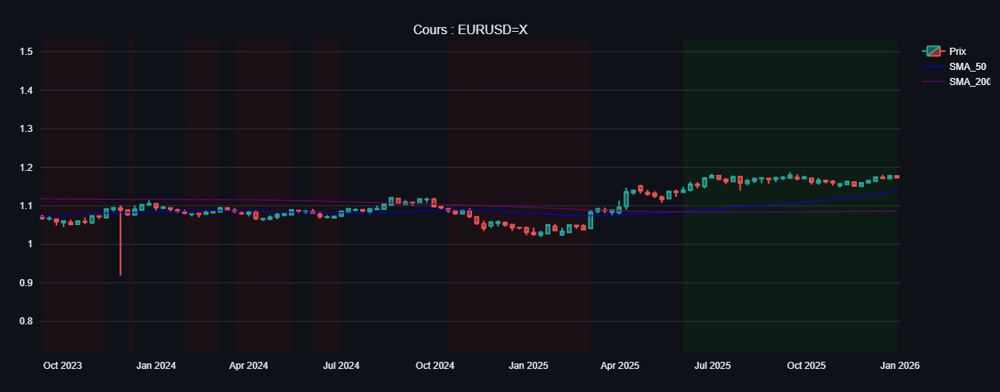 Cours : EURUSD=X
1.5
1.4
1.3
1.2
1.1
1
0.9
0.8
Oct 2023
Jan 2024
Apr 2024
Jul 2024
Oct 2024
Jan 2025
Apr 2025
Jul 2025
Oct 2025
Jan 2026
Prix
SMA_50
SMA_200